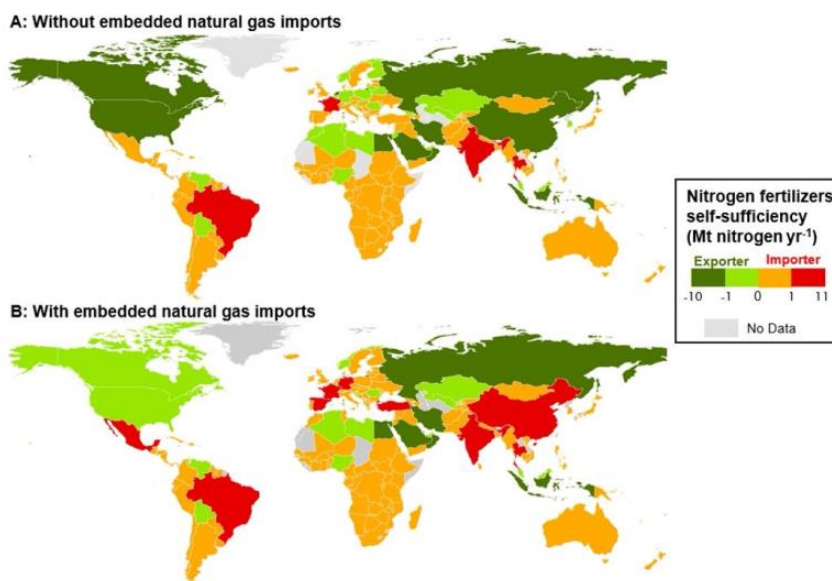 A: Without embedded natural gas imports
Nitrogen fertilizers
self-sufficiency
(Mt nitrogen yr⁻¹)
Exporter Importer
-10 -1 0 1 11
No Data
B: With embedded natural gas imports